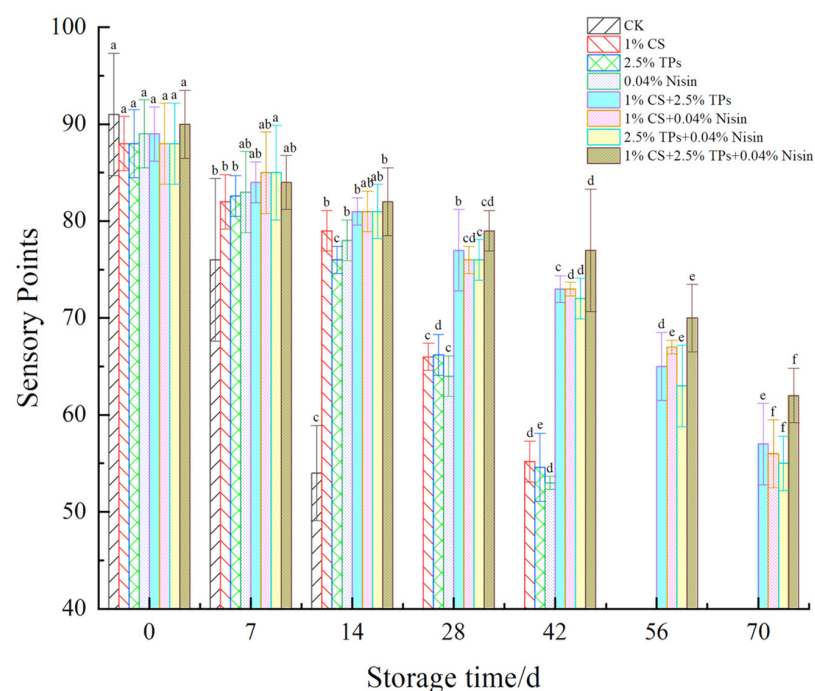 100
90
80
70
60
50
40
Sensory Points
CK
1% CS
2.5% TPs
0.04% Nisin
1% CS+2.5% TPs
1% CS+0.04% Nisin
2.5% TPs+0.04% Nisin
1% CS+2.5% TPs+0.04% Nisin
a a a a a a a a
b b b ab ab ab a ab
c b c b b ab ab b
c d c b cd c cd
d e d c d d d
d e e e
f f f
e
0 7 14 28 42 56 70
Storage time/d